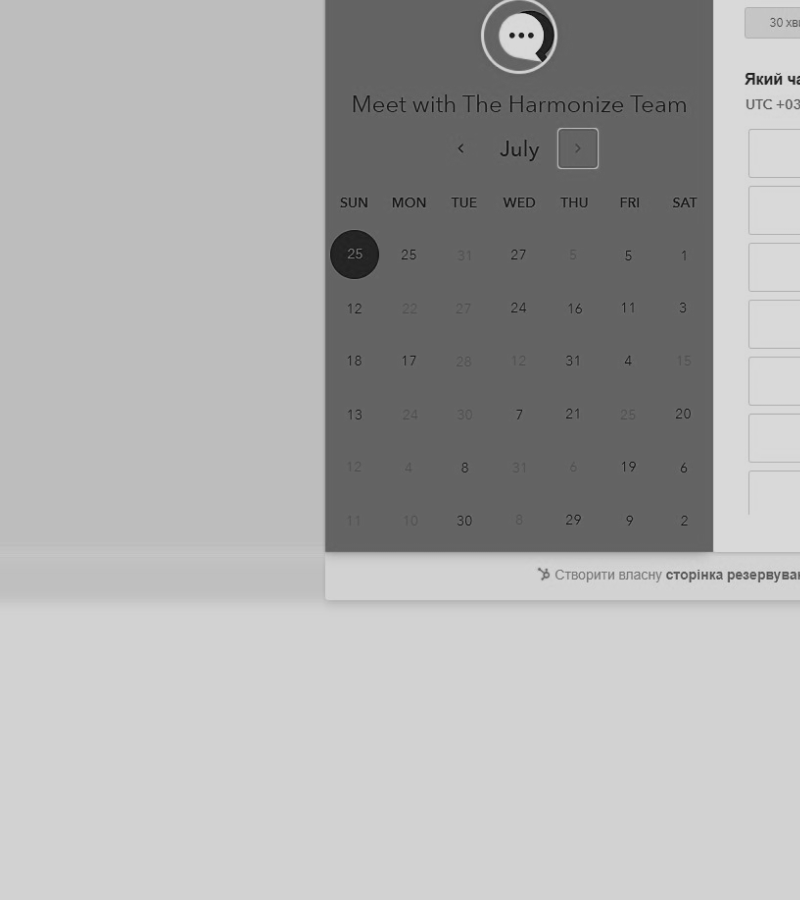 30
Meet with The Harmonize Team
Який
July
UTC +03
SUN MON TUE WED THU FRI SAT
25 25 31 27 5 5 1
12 22 27 24 16 11 3
18 17 28 12 31 4 15
13 24 30 7 21 25 20
12 4 8 31 6 19 6
11 10 30 8 29 9 2
Створити власну сторінка